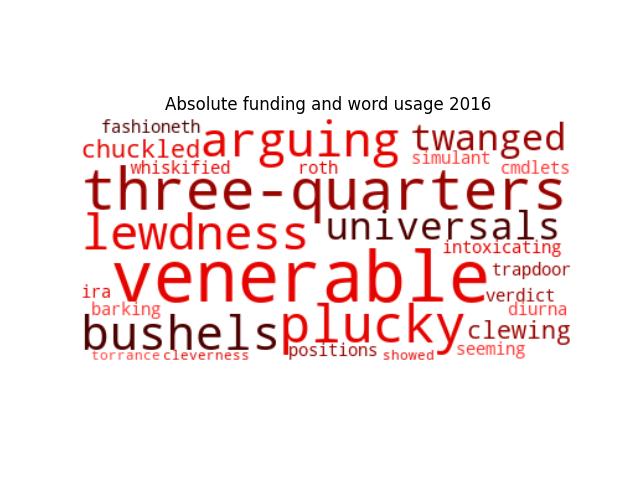 Absolute funding and word usage 2016
fashioneth
arguing
twanged
chuckled
simulant
whiskified
roth
cmdlets
three-quarters
universals
lewdness
intoxicating
venerable
trapdoor
ira
verdict
barking
diurna
bushels
plucky
clewing
positions
seeming
torrance
cleverness
showed